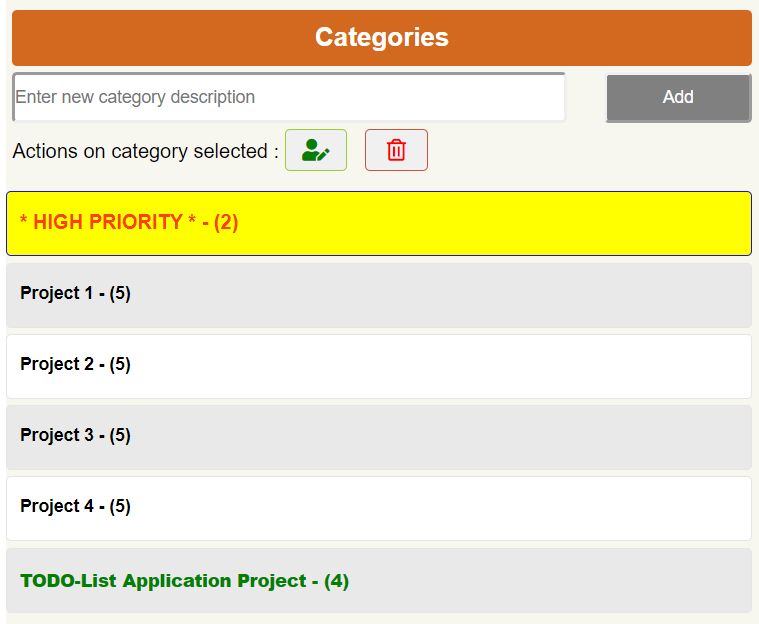 Categories
Enter new category description
Add
Actions on category selected :
* HIGH PRIORITY * - (2)
Project 1 - (5)
Project 2 - (5)
Project 3 - (5)
Project 4 - (5)
TODO-List Application Project - (4)